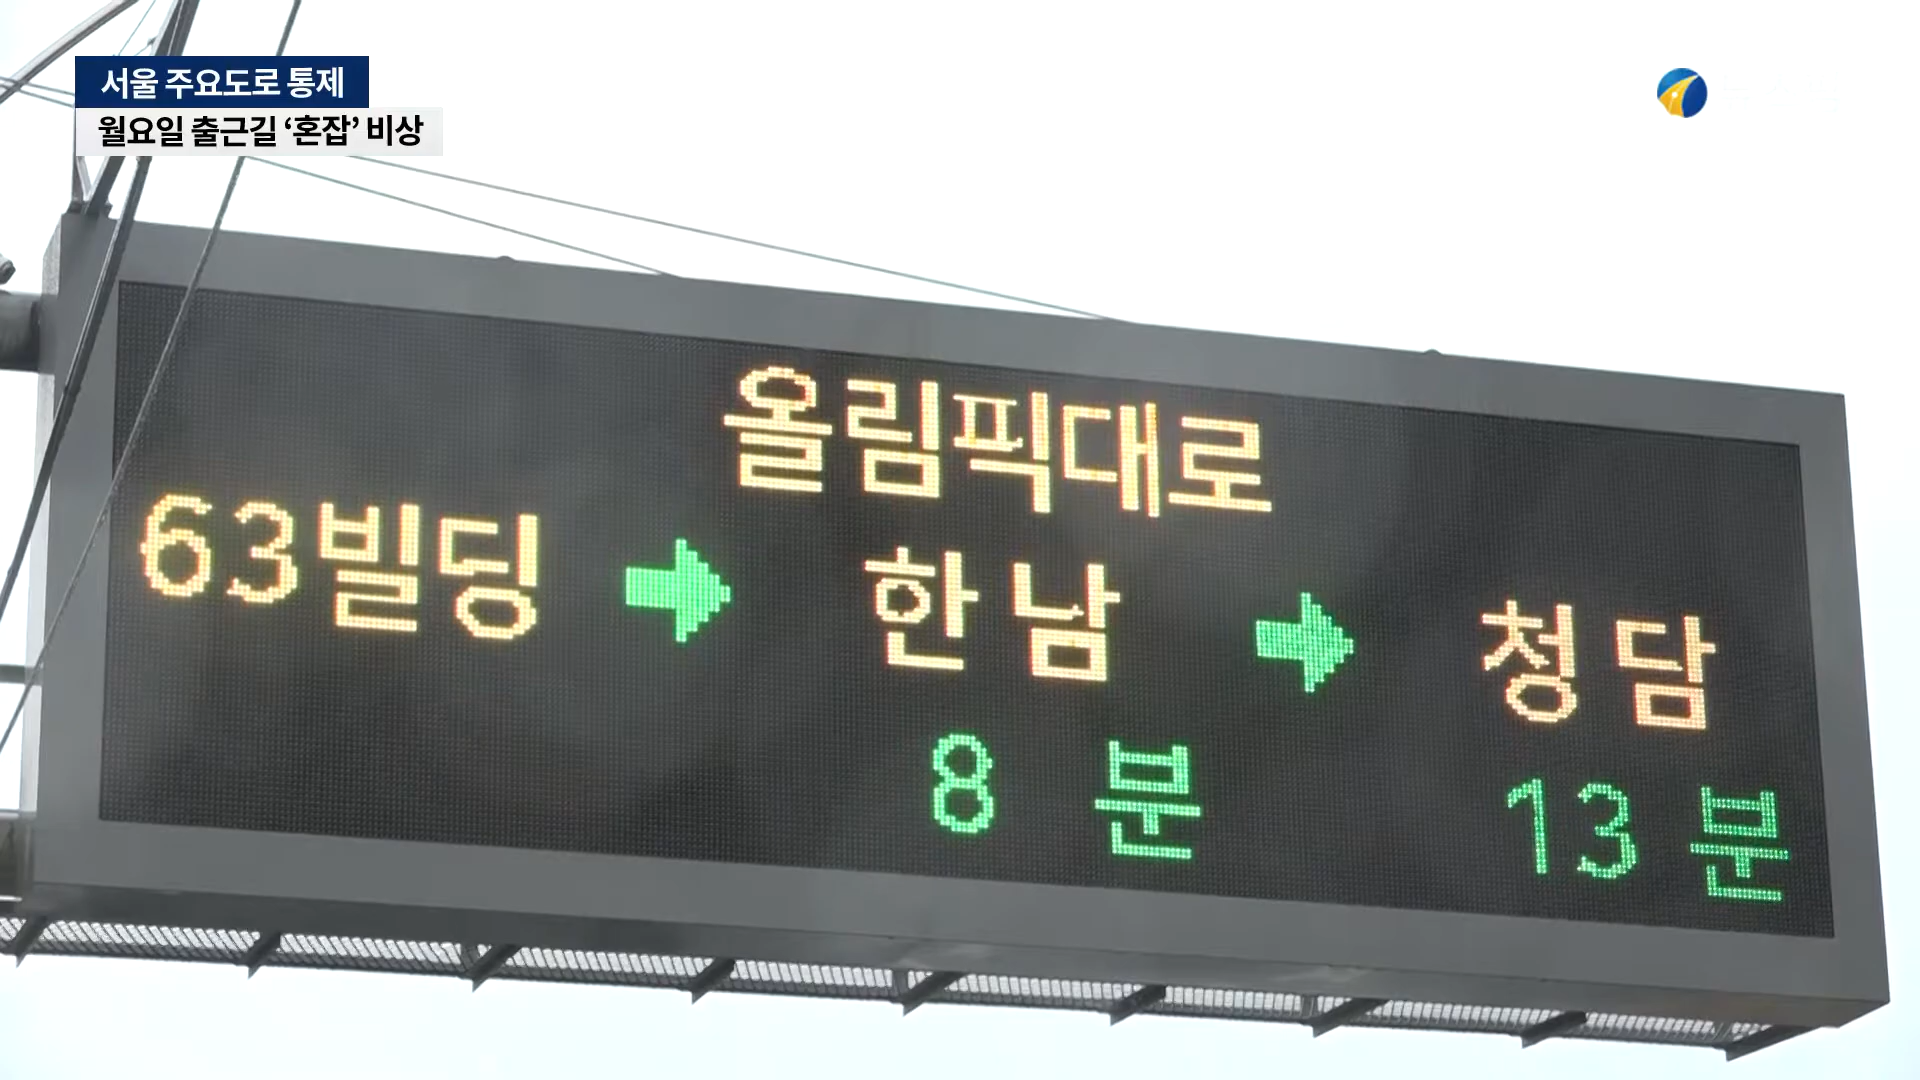 서울 주요도로 통제
월요일 출근길 ‘혼잡’ 비상
올림픽대로
63빌딩 → 한남 → 청담
8 분 13 분